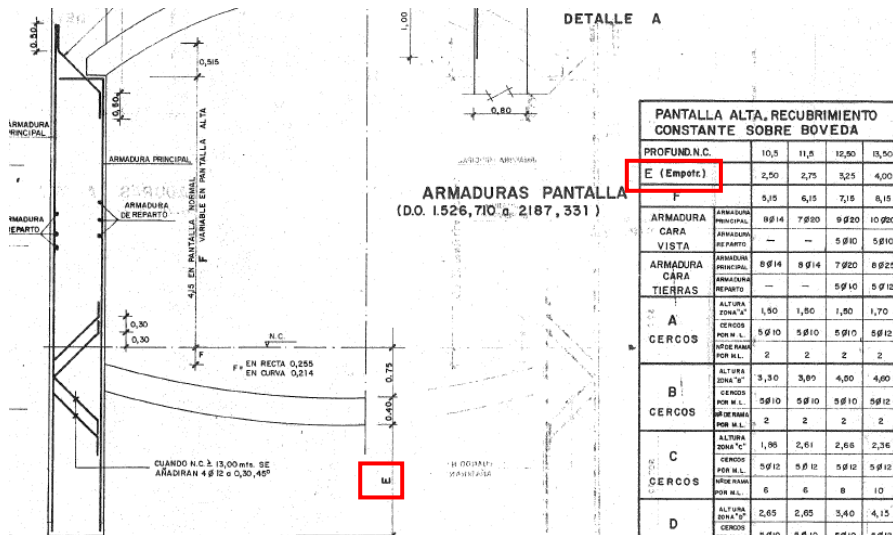 DETALLE A
0.50
1,00
0,515
0.50
0.80
ARMADURA
PRINCIPAL
ARMADURA PRINCIPAL
ARMADURA
DE REPARTO
ARMADURA
REPARTO
4,15 EN PANTALLA NORMAL
F VARIABLE EN PANTALLA ALTA
ARMADURAS PANTALLA
(D.O. 1.526,710 a 2187,331)
0,30
0,30
N.C.
F
F= EN RECTA 0,255
EN CURVA 0,214
0.75
0.40
E
CUANDO N.C. ≥ 13,00 mts. SE
AÑADIRAN 4 Ø 12 a 0,30, 45º
PANTALLA ALTA. RECUBRIMIENTO
CONSTANTE SOBRE BOVEDA
PROFUND. N.C. 10,5 11,5 12,50 13,50
E (Empotr.) 2,50 2,75 3,25 4,00
F 5,15 6,15 7,15 8,15
ARMADURA CARA VISTA
ARMADURA PRINCIPAL 8Ø14 7Ø20 9Ø20 10Ø20
ARMADURA REPARTO — — 5Ø10 5Ø10
ARMADURA CARA TIERRAS
ARMADURA PRINCIPAL 8Ø14 8Ø14 7Ø20 8Ø25
ARMADURA REPARTO — — 5Ø10 5Ø12
A CERCOS
ALTURA ZONA "A" 1,50 1,50 1,50 1,70
CERCOS POR M.L. 5Ø10 5Ø10 5Ø10 5Ø12
Nº DE RAMA POR M.L. 2 2 2 2
B CERCOS
ALTURA ZONA "B" 3,30 3,80 4,50 4,60
CERCOS POR M.L. 5Ø10 5Ø10 5Ø10 5Ø12
Nº DE RAMA POR M.L. 2 2 2 2
C CERCOS
ALTURA ZONA "C" 1,86 2,61 2,66 2,36
CERCOS POR M.L. 5Ø12 5Ø12 5Ø12 5Ø12
Nº DE RAMA POR M.L. 6 6 8 10
D
ALTURA ZONA "D" 2,65 2,65 3,40 4,15
CERCOS